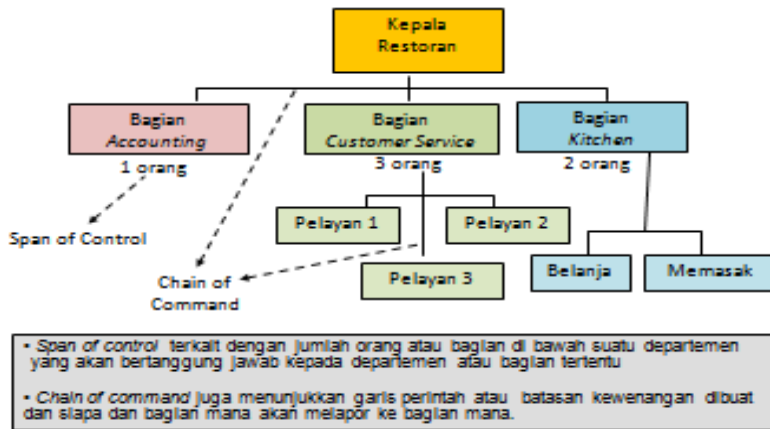 Kepala
Restoran
Bagian
Accounting
1 orang
Bagian
Customer Service
3 orang
Bagian
Kitchen
2 orang
Span of Control
Chain of
Command
Pelayan 1
Pelayan 2
Pelayan 3
Belanja
Memasak
• Span of control terkait dengan jumlah orang atau bagian di bawah suatu departemen
yang akan bertanggung jawab kepada departemen atau bagian tertentu
• Chain of command juga menunjukkan garis perintah atau batasan kewenangan dibuat
dan siapa dan bagian mana akan melapor ke bagian mana.